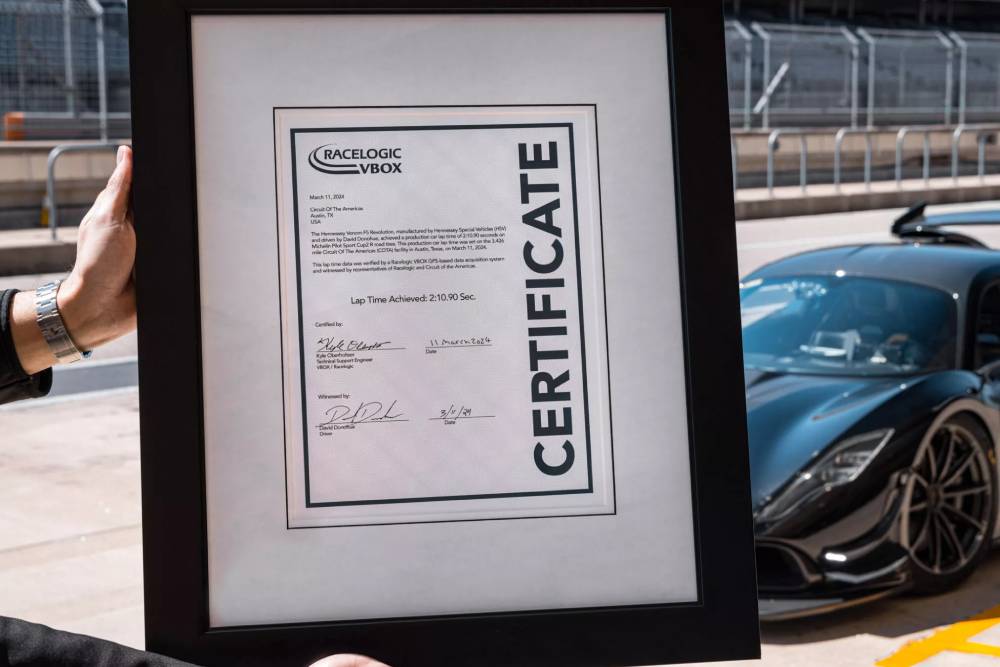 RACELOGIC
VBOX
CERTIFICATE
March 11, 2024
Circuit Of The Americas
Austin, TX
USA
The Hennessey Venom F5 Revolution, manufactured by Hennessey Special Vehicles (HSV)
and driven by David Donohue, achieved a production car lap time of 2:10.90 seconds on
Michelin Pilot Sport Cup2 R road tires. This production car lap time was set on the 3.426
mile Circuit Of The Americas (COTA) facility in Austin, Texas, on March 11, 2024.
This lap time data was verified by a Racelogic VBOX GPS-based data acquisition system
and witnessed by representatives of Racelogic and Circuit of the Americas.
Lap Time Achieved: 2:10.90 Sec.
Certified by:
11 March 2024
Kyle Oberholtzer Date
Technical Support Engineer
VBOX / Racelogic
Witnessed by:
3/11/24
David Donohue Date
Driver